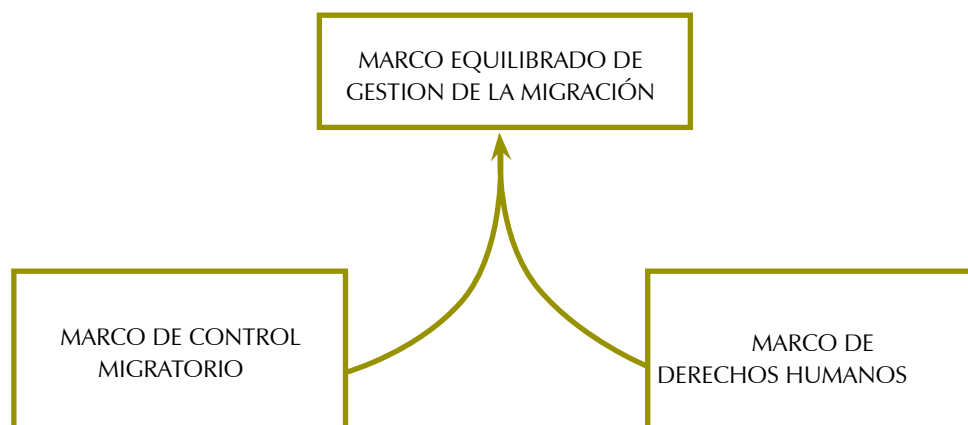 MARCO EQUILIBRADO DE
GESTION DE LA MIGRACIÓN
MARCO DE CONTROL
MIGRATORIO
MARCO DE
DERECHOS HUMANOS